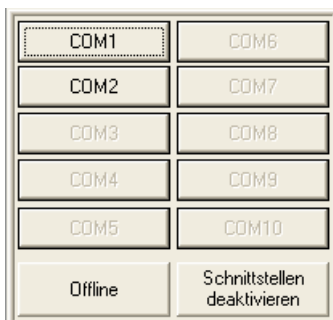 COM1
COM6
COM2
COM7
COM3
COM8
COM4
COM9
COM5
COM10
Offline
Schnittstellen
deaktivieren